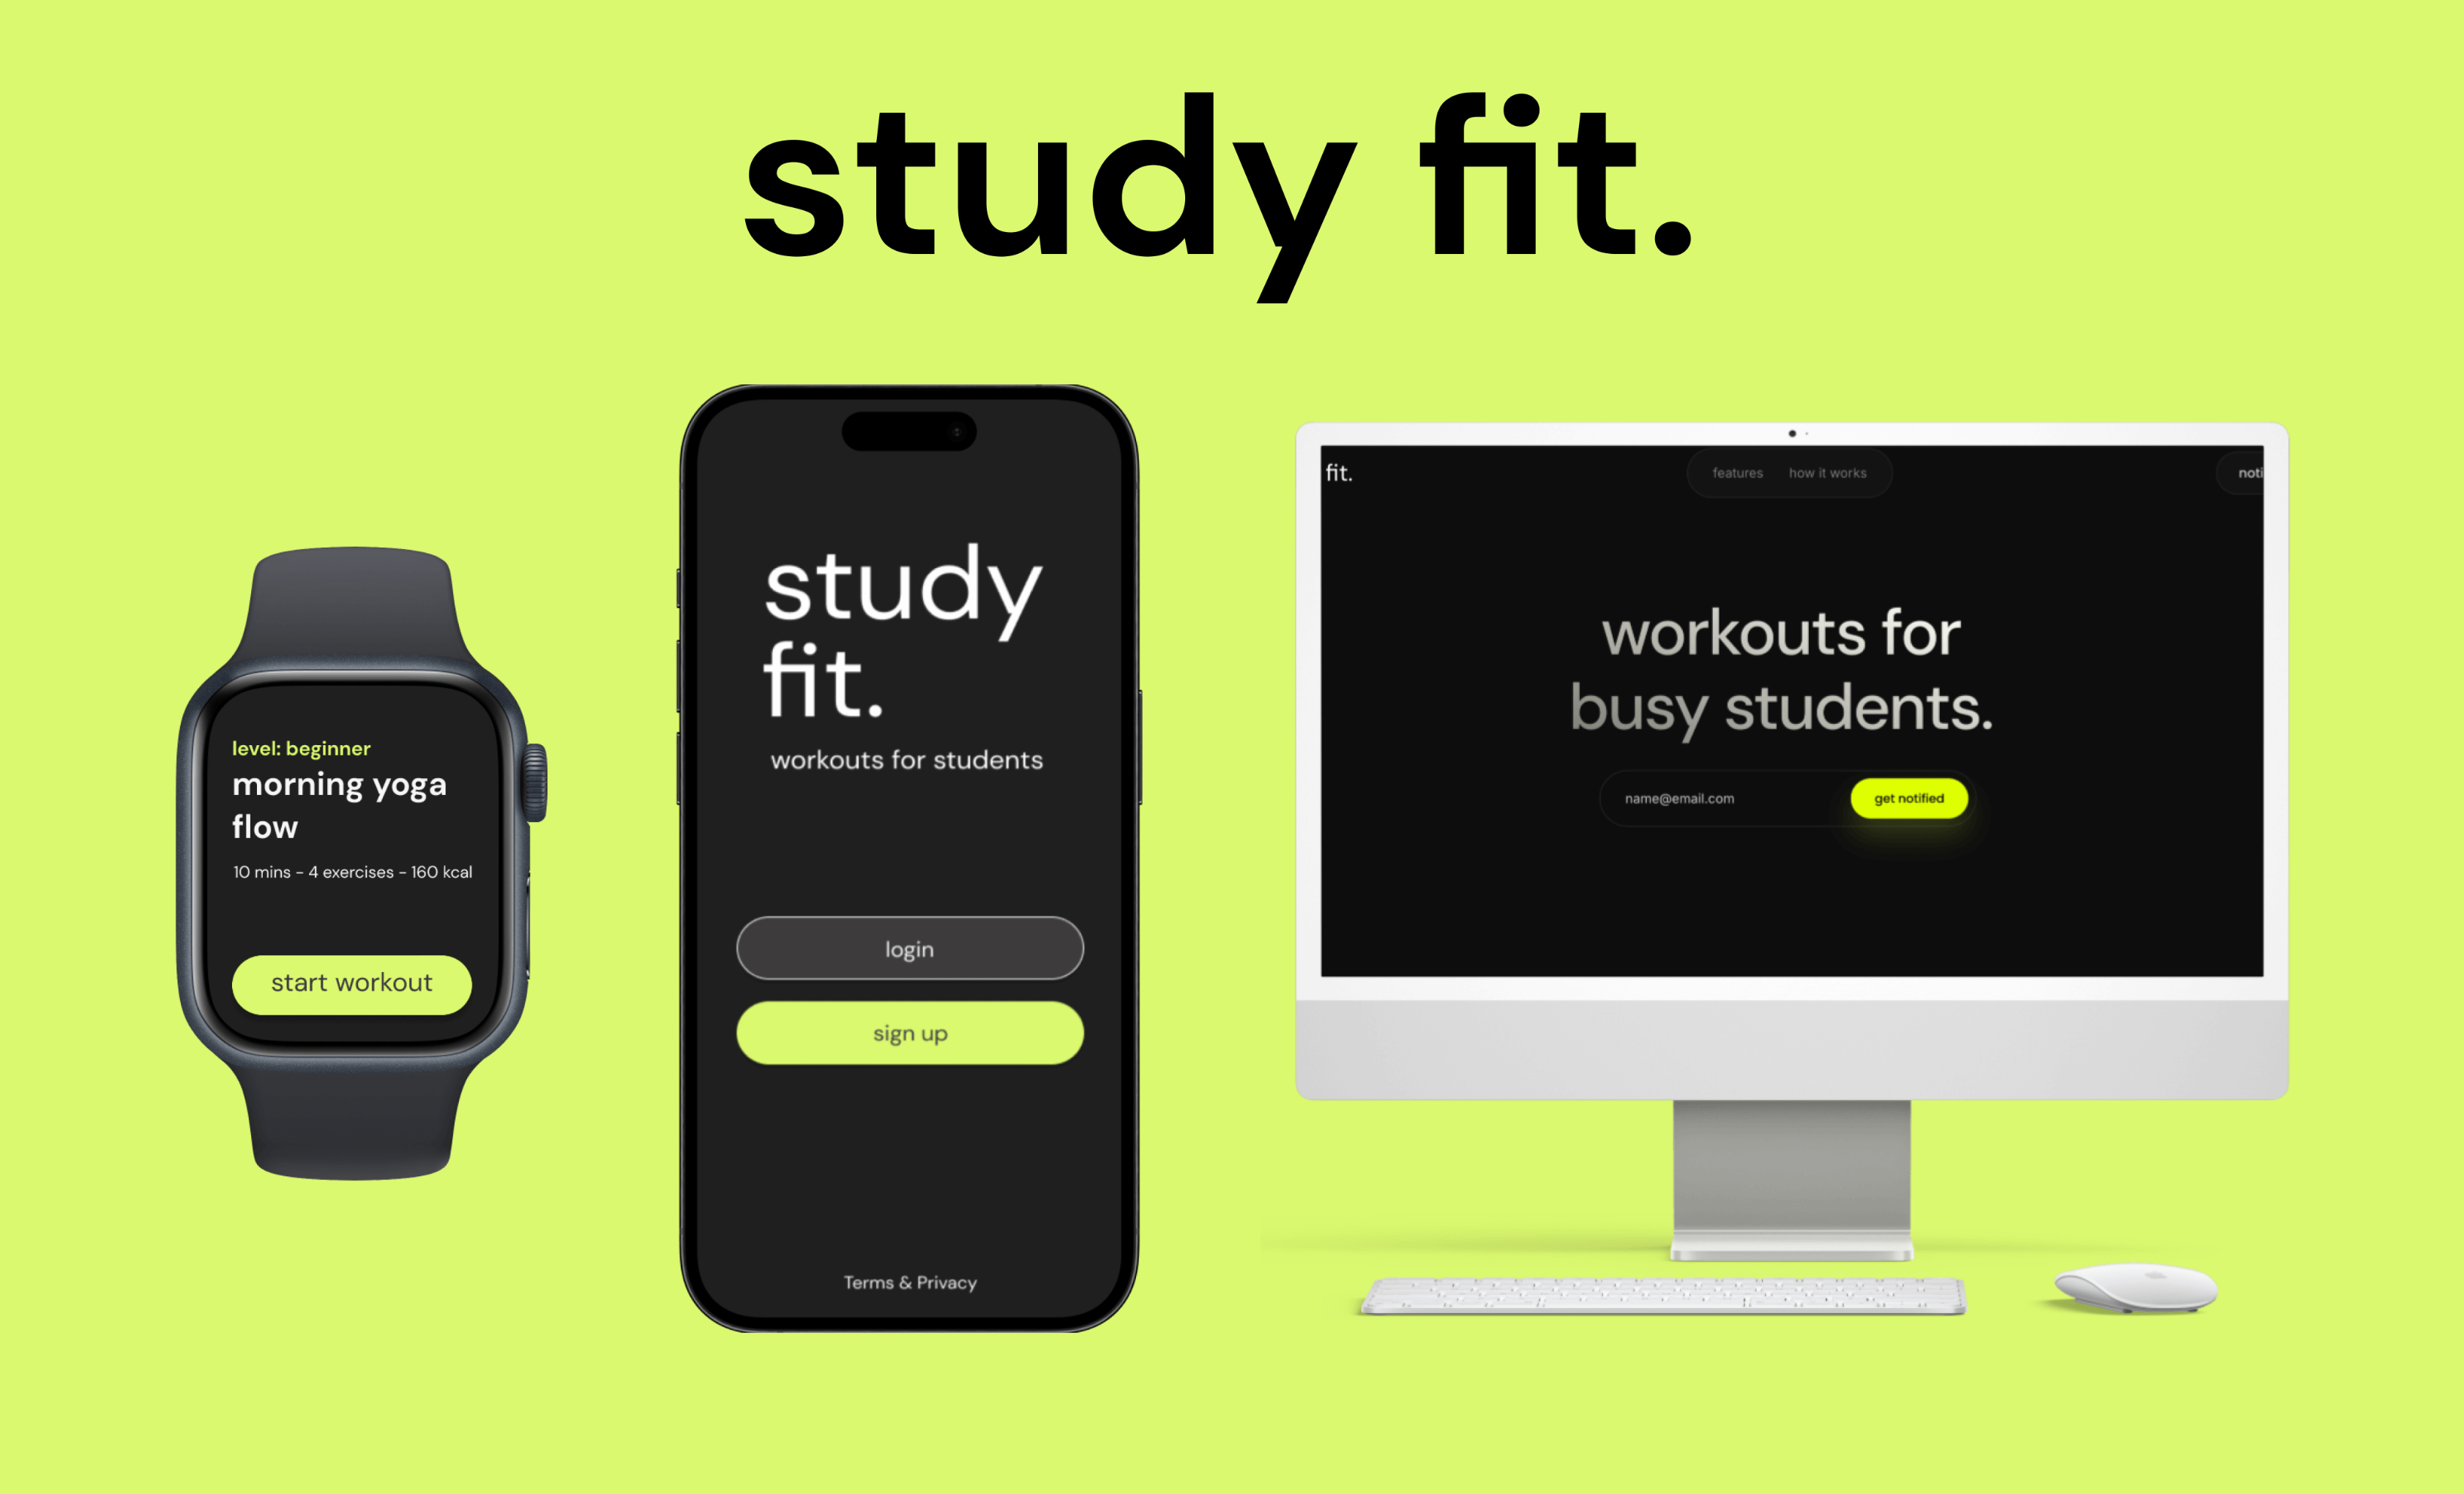 study fit.
level: beginner
morning yoga
flow
10 mins - 4 exercises - 160 kcal
start workout
study
fit.
workouts for students
login
sign up
Terms & Privacy
fit.
features
how it works
noti
workouts for
busy students.
name@email.com
get notified